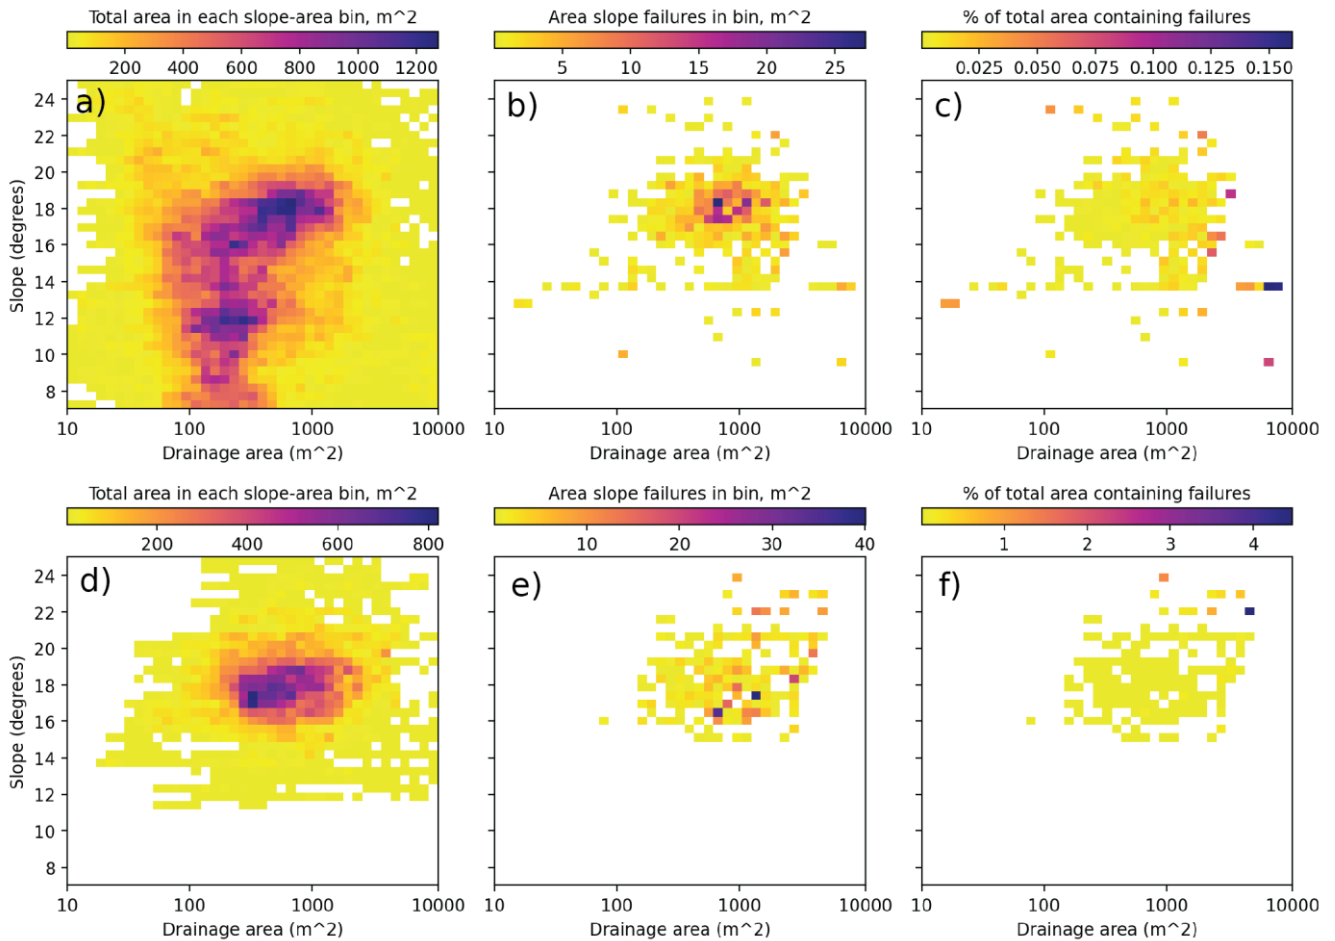 Total area in each slope-area bin, m^2
Area slope failures in bin, m^2
% of total area containing failures
200 400 600 800 1000 1200
5 10 15 20 25
0.025 0.050 0.075 0.100 0.125 0.150
a)
b)
c)
Slope (degrees)
24
22
20
18
16
14
12
10
8
10 100 1000 10000
10 100 1000 10000
10 100 1000 10000
Drainage area (m^2)
Drainage area (m^2)
Drainage area (m^2)
Total area in each slope-area bin, m^2
Area slope failures in bin, m^2
% of total area containing failures
200 400 600 800
10 20 30 40
1 2 3 4
d)
e)
f)
Slope (degrees)
24
22
20
18
16
14
12
10
8
10 100 1000 10000
10 100 1000 10000
10 100 1000 10000
Drainage area (m^2)
Drainage area (m^2)
Drainage area (m^2)